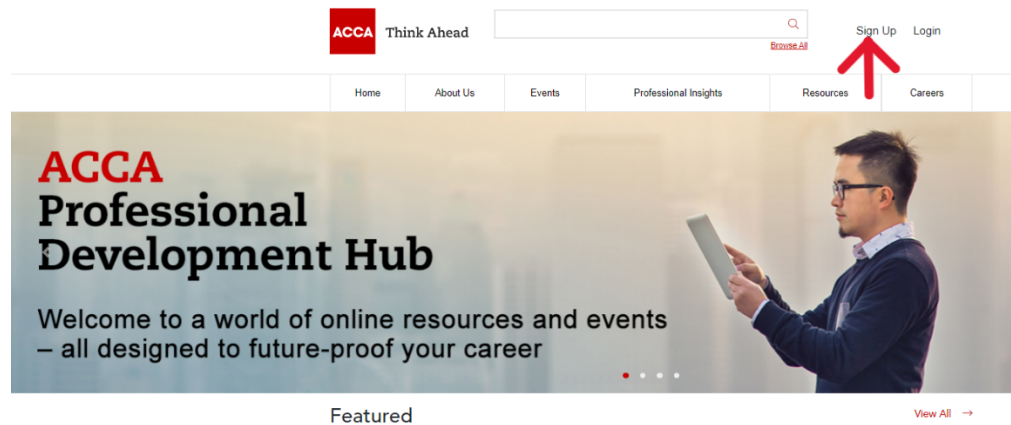 ACCA Think Ahead
Browse All
Sign Up Login
Home About Us Events Professional Insights Resources Careers
ACCA
Professional
Development Hub
Welcome to a world of online resources and events
– all designed to future-proof your career
Featured
View All →